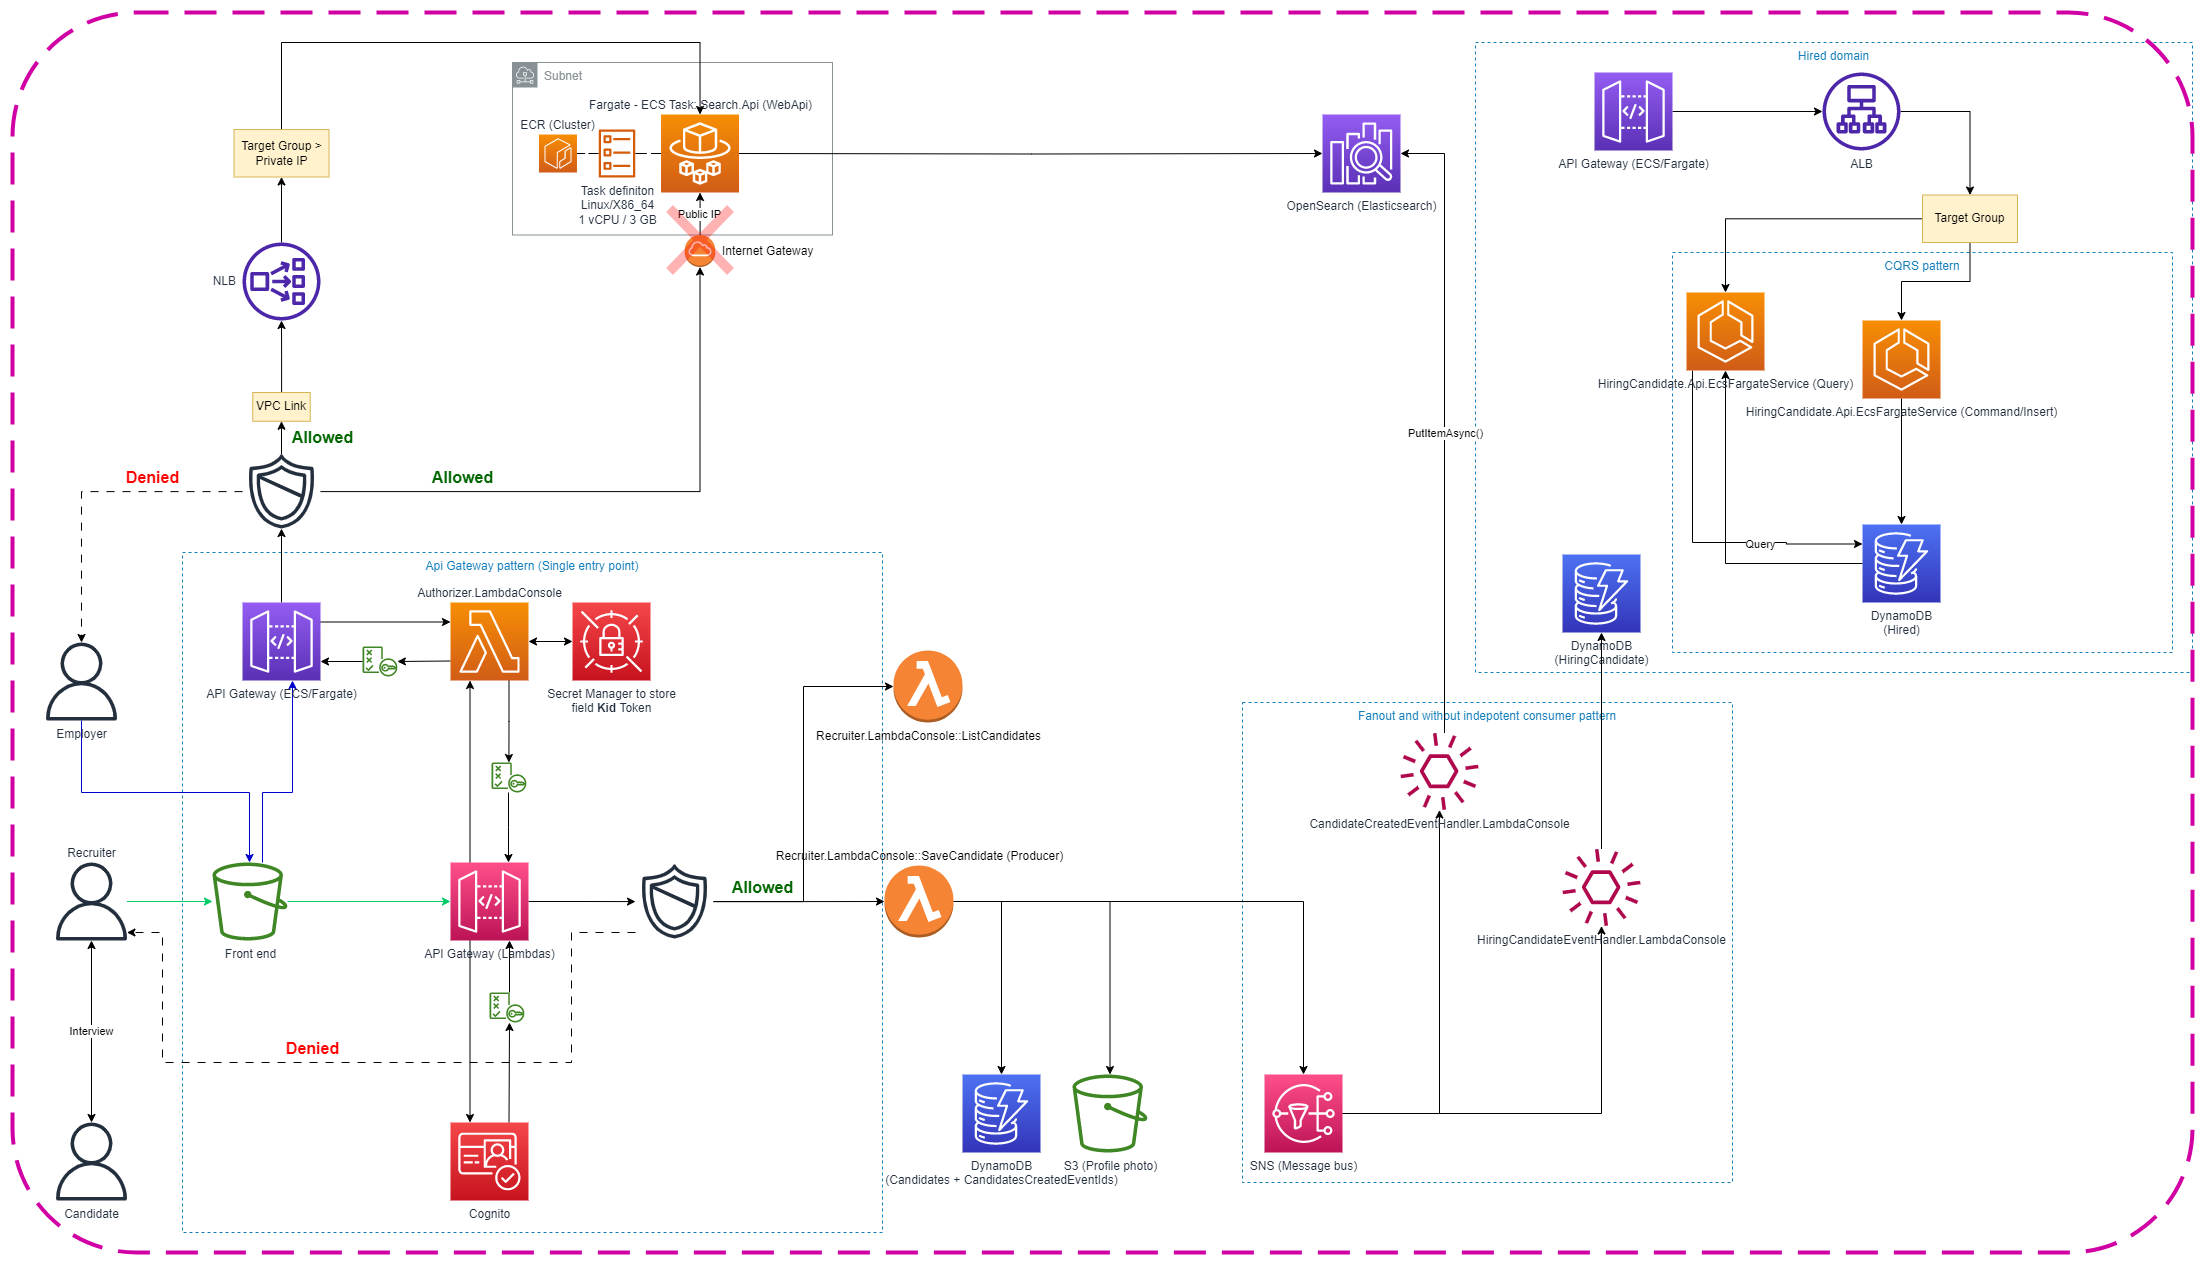 Hired domain
Subnet
Fargate - ECS Task: Search.Api (WebApi)
ECR (Cluster)
Target Group >
Private IP
API Gateway (ECS/Fargate)
ALB
Task definiton
Linux/X86_64
1 vCPU / 3 GB
Public IP
OpenSearch (Elasticsearch)
Target Group
Internet Gateway
CQRS pattern
NLB
HiringCandidate.Api.EcsFargateService (Query)
VPC Link
HiringCandidate.Api.EcsFargateService (Command/Insert)
Allowed
PutItemAsync()
Denied
Allowed
Query
Api Gateway pattern (Single entry point)
Authorizer.LambdaConsole
DynamoDB
(Hired)
DynamoDB
(HiringCandidate)
API Gateway (ECS/Fargate)
Secret Manager to store
field Kid Token
Employer
Recruiter.LambdaConsole::ListCandidates
Fanout and without indepotent consumer pattern
CandidateCreatedEventHandler.LambdaConsole
Recruiter
Recruiter.LambdaConsole::SaveCandidate (Producer)
Allowed
HiringCandidateEventHandler.LambdaConsole
Front end
API Gateway (Lambdas)
Interview
Denied
DynamoDB
(Candidates + CandidatesCreatedEventIds)
S3 (Profile photo)
SNS (Message bus)
Candidate
Cognito